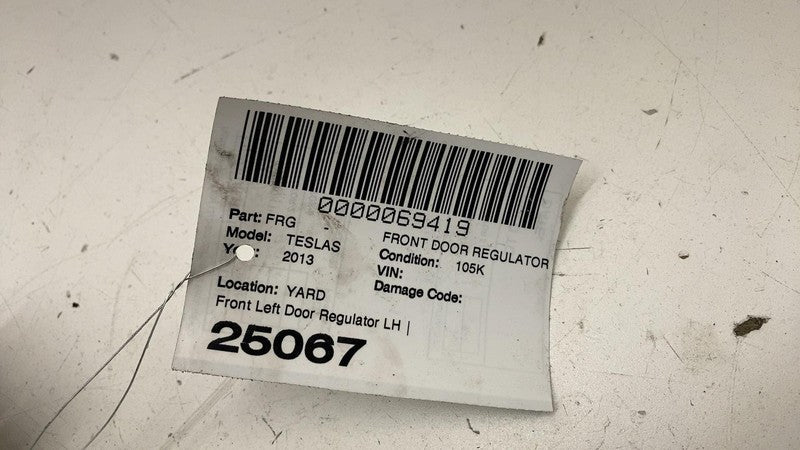 0000069419
Part: FRG FRONT DOOR REGULATOR
Model: TESLAS Condition: 105K
2013 VIN:
Damage Code:
Location: YARD
Front Left Door Regulator LH |
25067